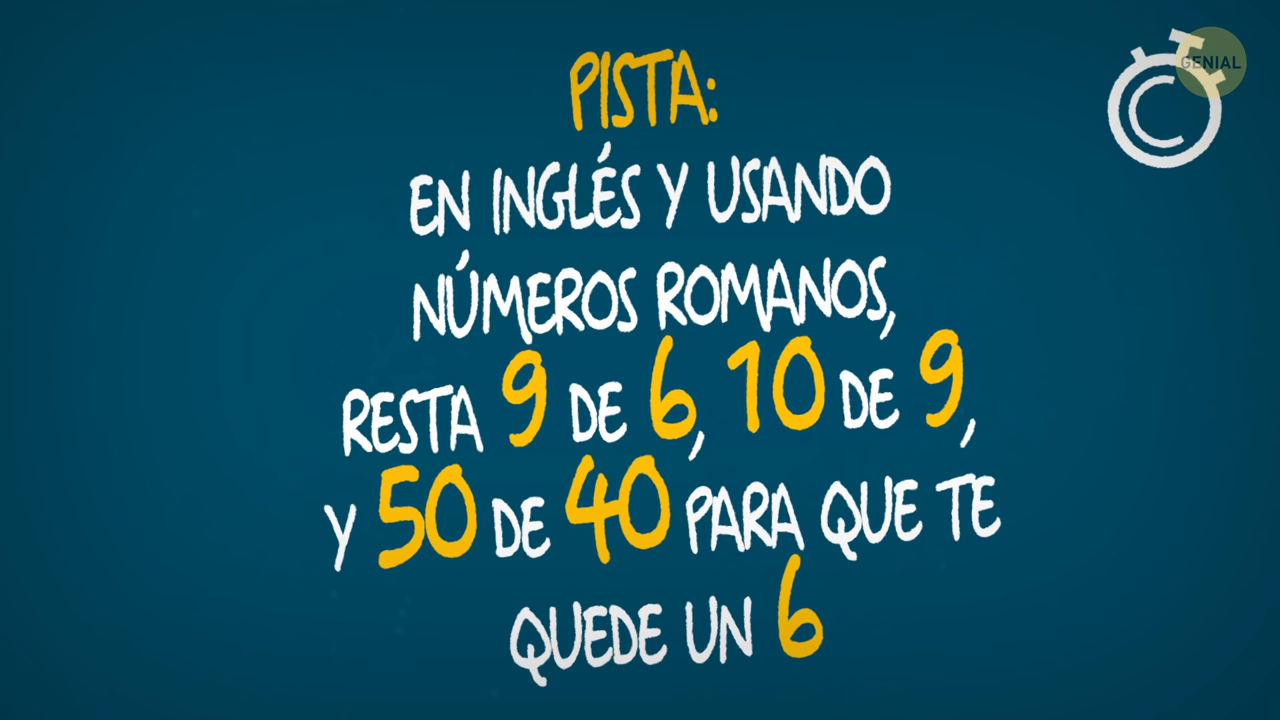 GENIAL
PISTA:
EN INGLÉS Y USANDO
NÚMEROS ROMANOS,
RESTA 9 DE 6, 10 DE 9,
Y 50 DE 40 PARA QUE TE
QUEDE UN 6